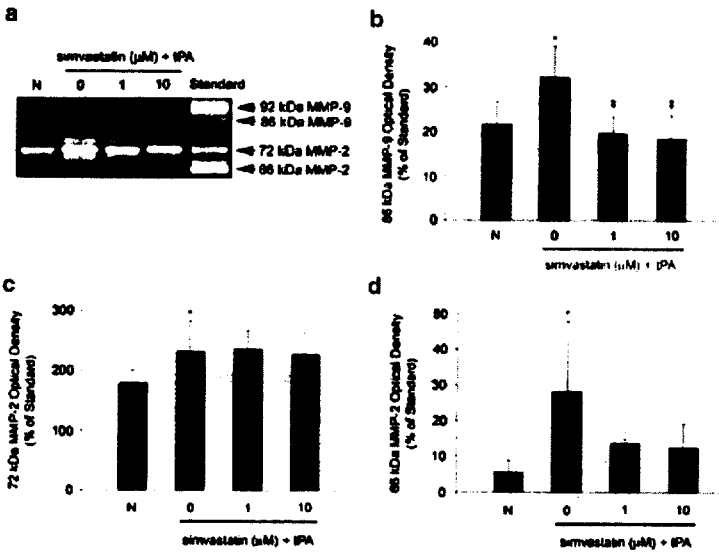 a
simvastatin (µM) + tPA
N 0 1 10 Standard
92 kDa MMP-9
86 kDa MMP-9
72 kDa MMP-2
66 kDa MMP-2
b
86 kDa MMP-9 Optical Density
(% of Standard)
40
30
20
10
0
*
‡
‡
N 0 1 10
simvastatin (µM) + tPA
c
72 kDa MMP-2 Optical Density
(% of Standard)
300
200
100
0
*
N 0 1 10
simvastatin (µM) + tPA
d
66 kDa MMP-2 Optical Density
(% of Standard)
50
40
30
20
10
0
*
N 0 1 10
simvastatin (µM) + tPA